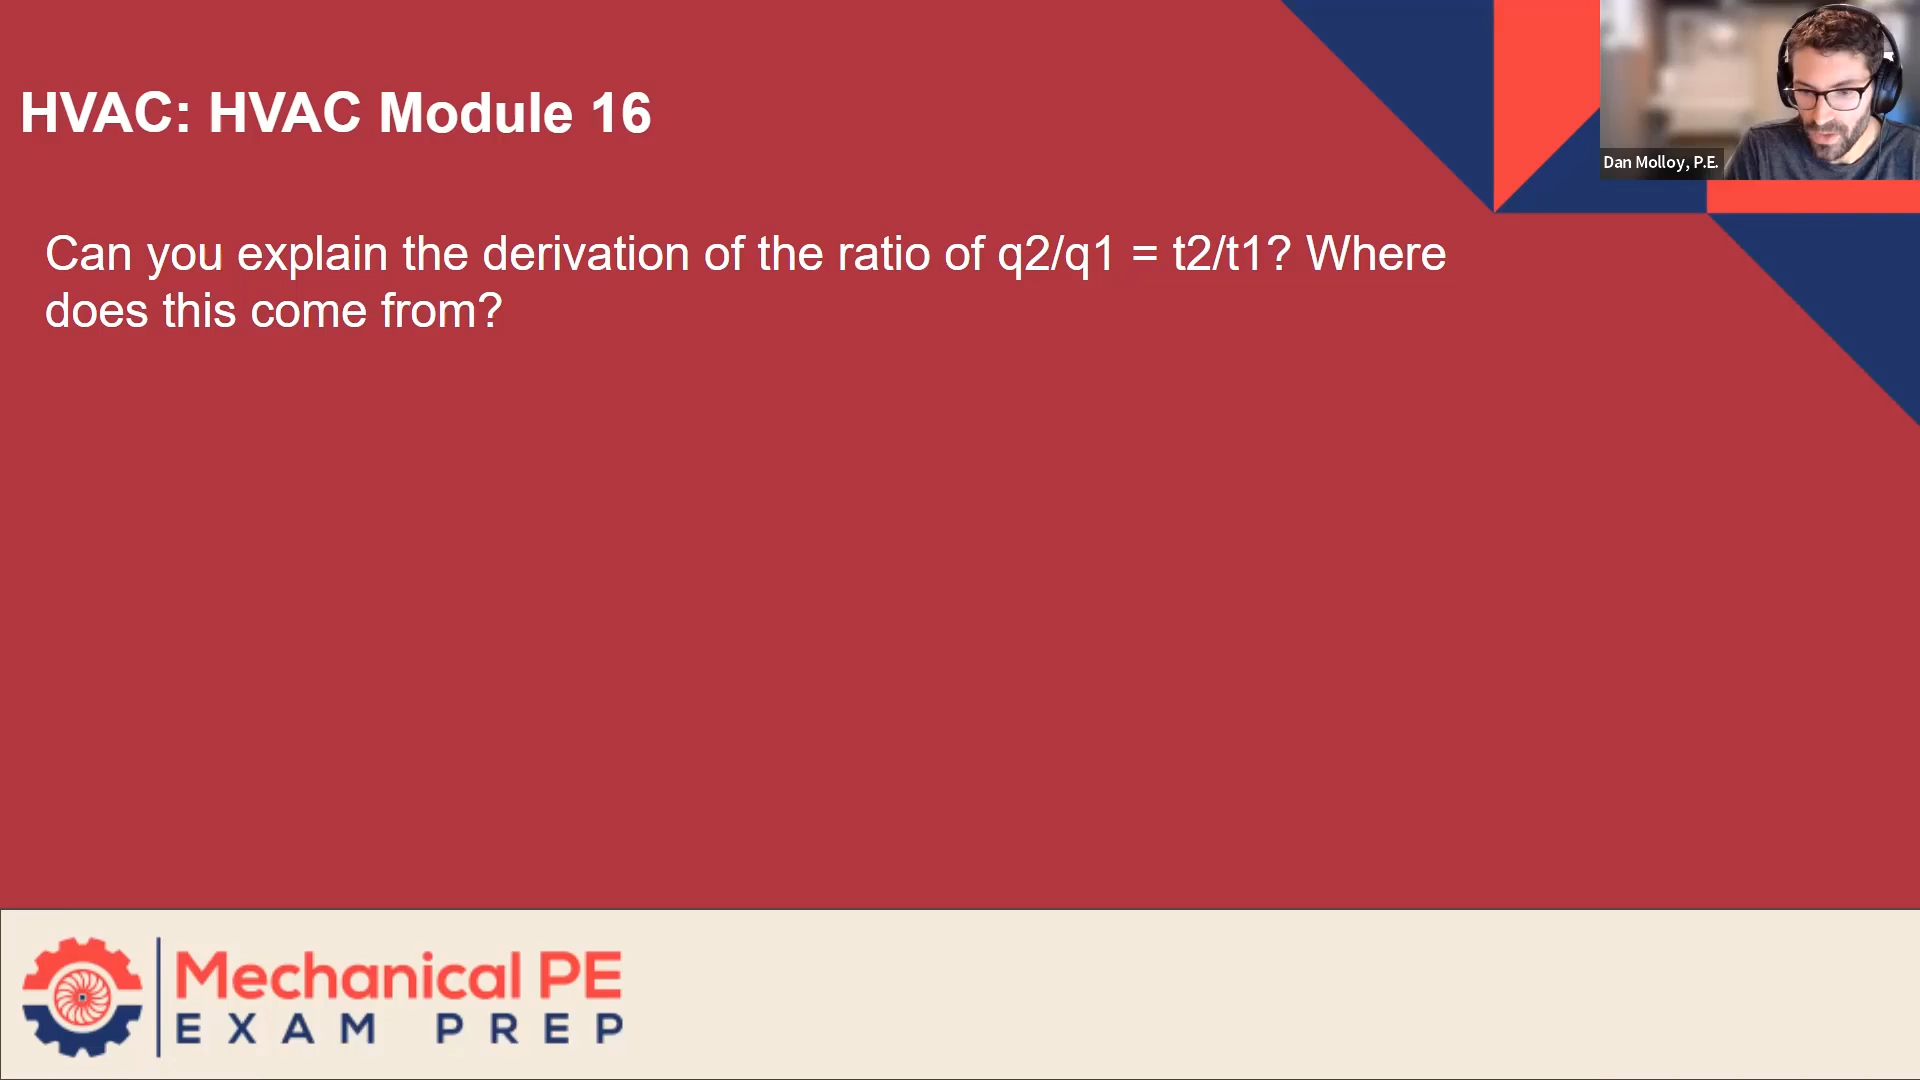 Dan Molloy, P.E.
HVAC: HVAC Module 16
Can you explain the derivation of the ratio of q2/q1 = t2/t1? Where
does this come from?
Mechanical PE
EXAM PREP